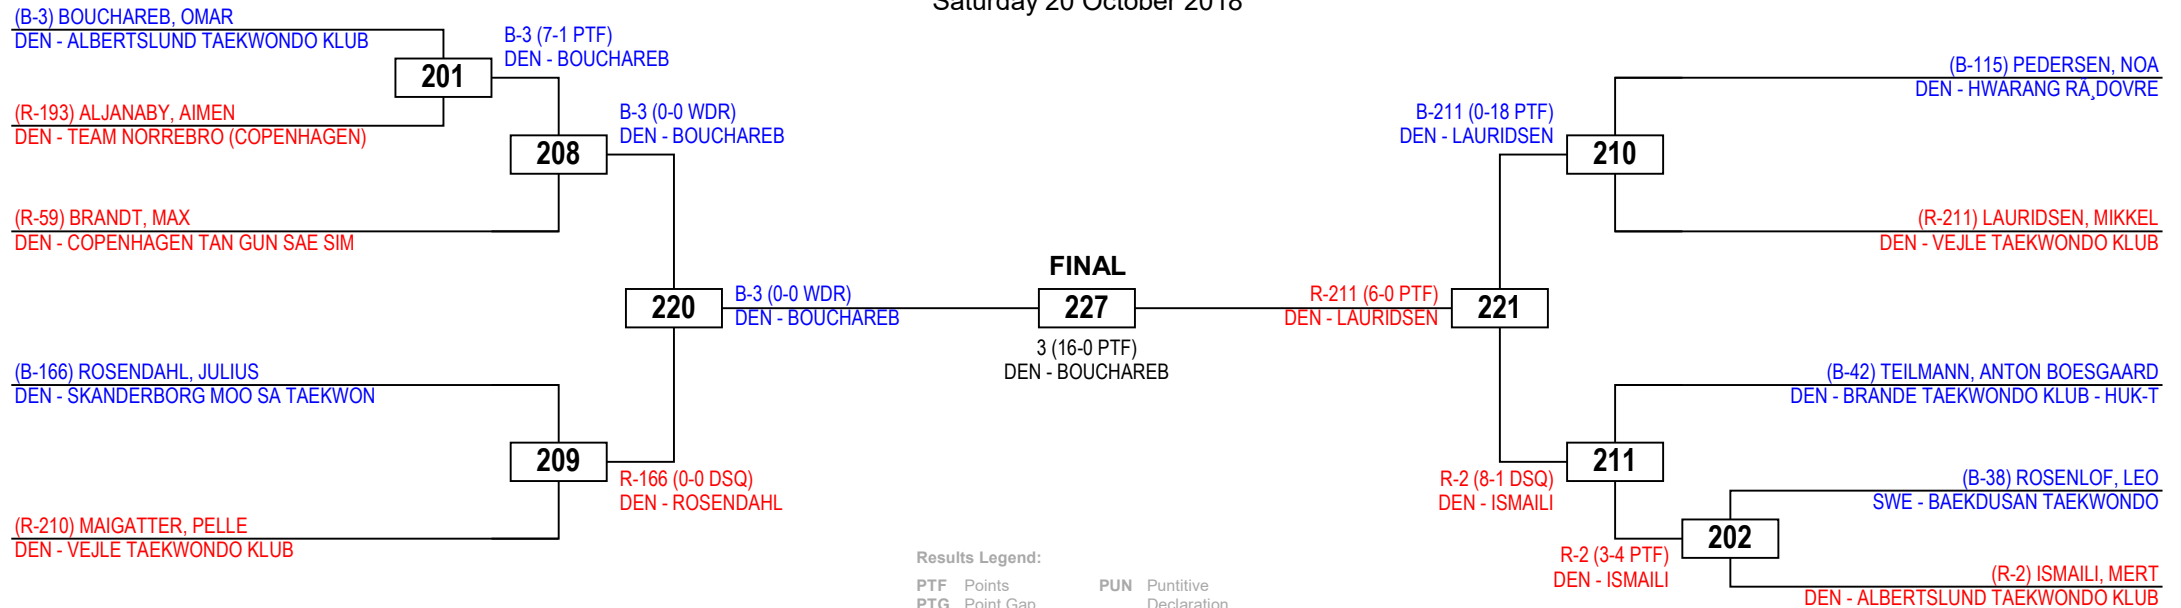 Saturday 20 October 2018
(B-3) BOUCHAREB, OMAR
DEN - ALBERTSLUND TAEKWONDO KLUB
B-3 (7-1 PTF)
DEN - BOUCHAREB
201
(R-193) ALJANABY, AIMEN
DEN - TEAM NORREBRO (COPENHAGEN)
B-3 (0-0 WDR)
DEN - BOUCHAREB
208
(R-59) BRANDT, MAX
DEN - COPENHAGEN TAN GUN SAE SIM
220
B-3 (0-0 WDR)
DEN - BOUCHAREB
(B-166) ROSENDAHL, JULIUS
DEN - SKANDERBORG MOO SA TAEKWON
209
R-166 (0-0 DSQ)
DEN - ROSENDAHL
(R-210) MAIGATTER, PELLE
DEN - VEJLE TAEKWONDO KLUB
FINAL
227
3 (16-0 PTF)
DEN - BOUCHAREB
(B-115) PEDERSEN, NOA
DEN - HWARANG RÃ¸DOVRE
B-211 (0-18 PTF)
DEN - LAURIDSEN
210
(R-211) LAURIDSEN, MIKKEL
DEN - VEJLE TAEKWONDO KLUB
R-211 (6-0 PTF)
DEN - LAURIDSEN
221
(B-42) TEILMANN, ANTON BOESGAARD
DEN - BRANDE TAEKWONDO KLUB - HUK-T
211
R-2 (8-1 DSQ)
DEN - ISMAILI
(B-38) ROSENLOF, LEO
SWE - BAEKDUSAN TAEKWONDO
202
R-2 (3-4 PTF)
DEN - ISMAILI
(R-2) ISMAILI, MERT
DEN - ALBERTSLUND TAEKWONDO KLUB
Results Legend:
PTF Points PUN Puntitive
PTG Point Gap Declaration